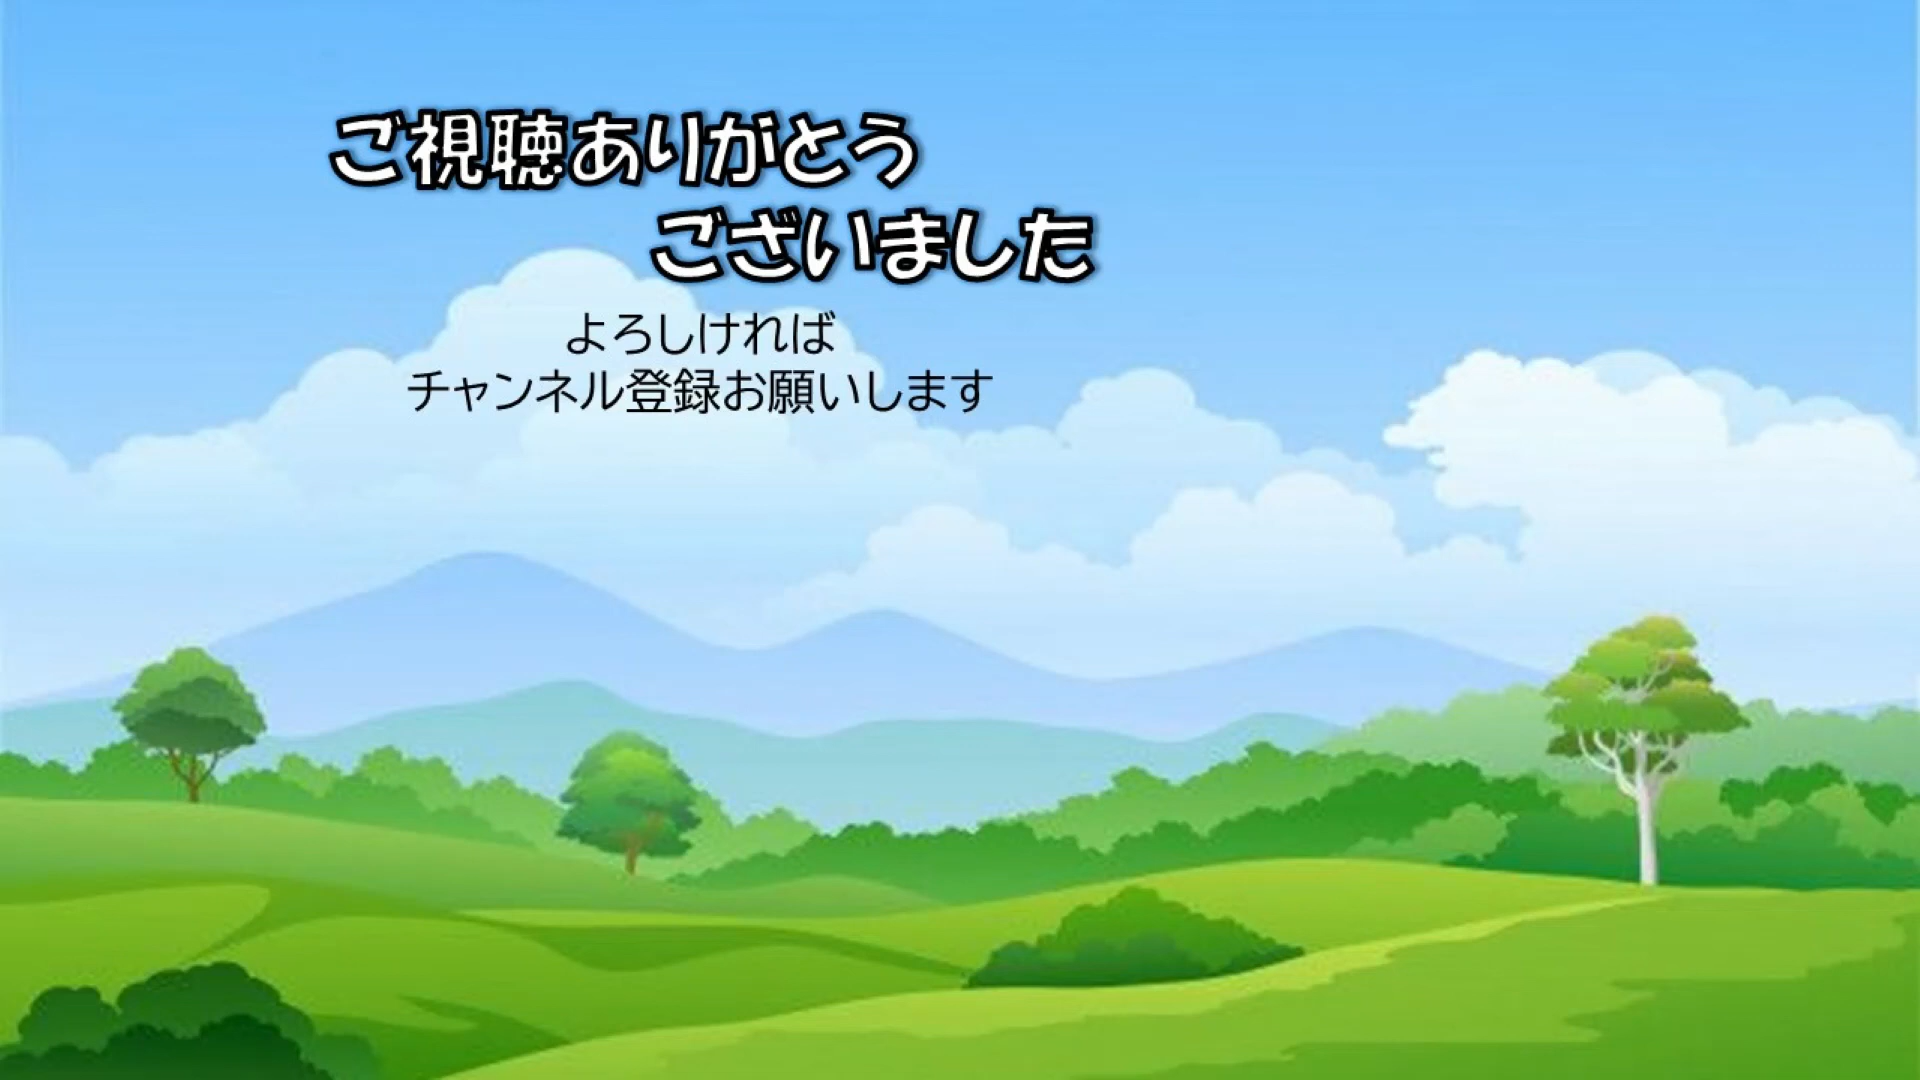 ご視聴ありがとう
ございました
よろしければ
チャンネル登録お願いします